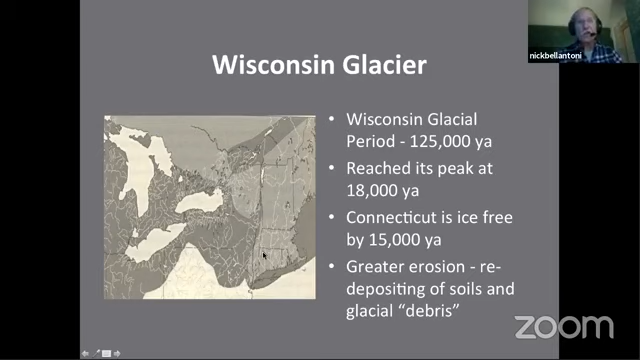 nickbellantoni
Wisconsin Glacier
• Wisconsin Glacial
Period - 125,000 ya
• Reached its peak at
18,000 ya
• Connecticut is ice free
by 15,000 ya
• Greater erosion - re-
depositing of soils and
glacial “debris”
zoom